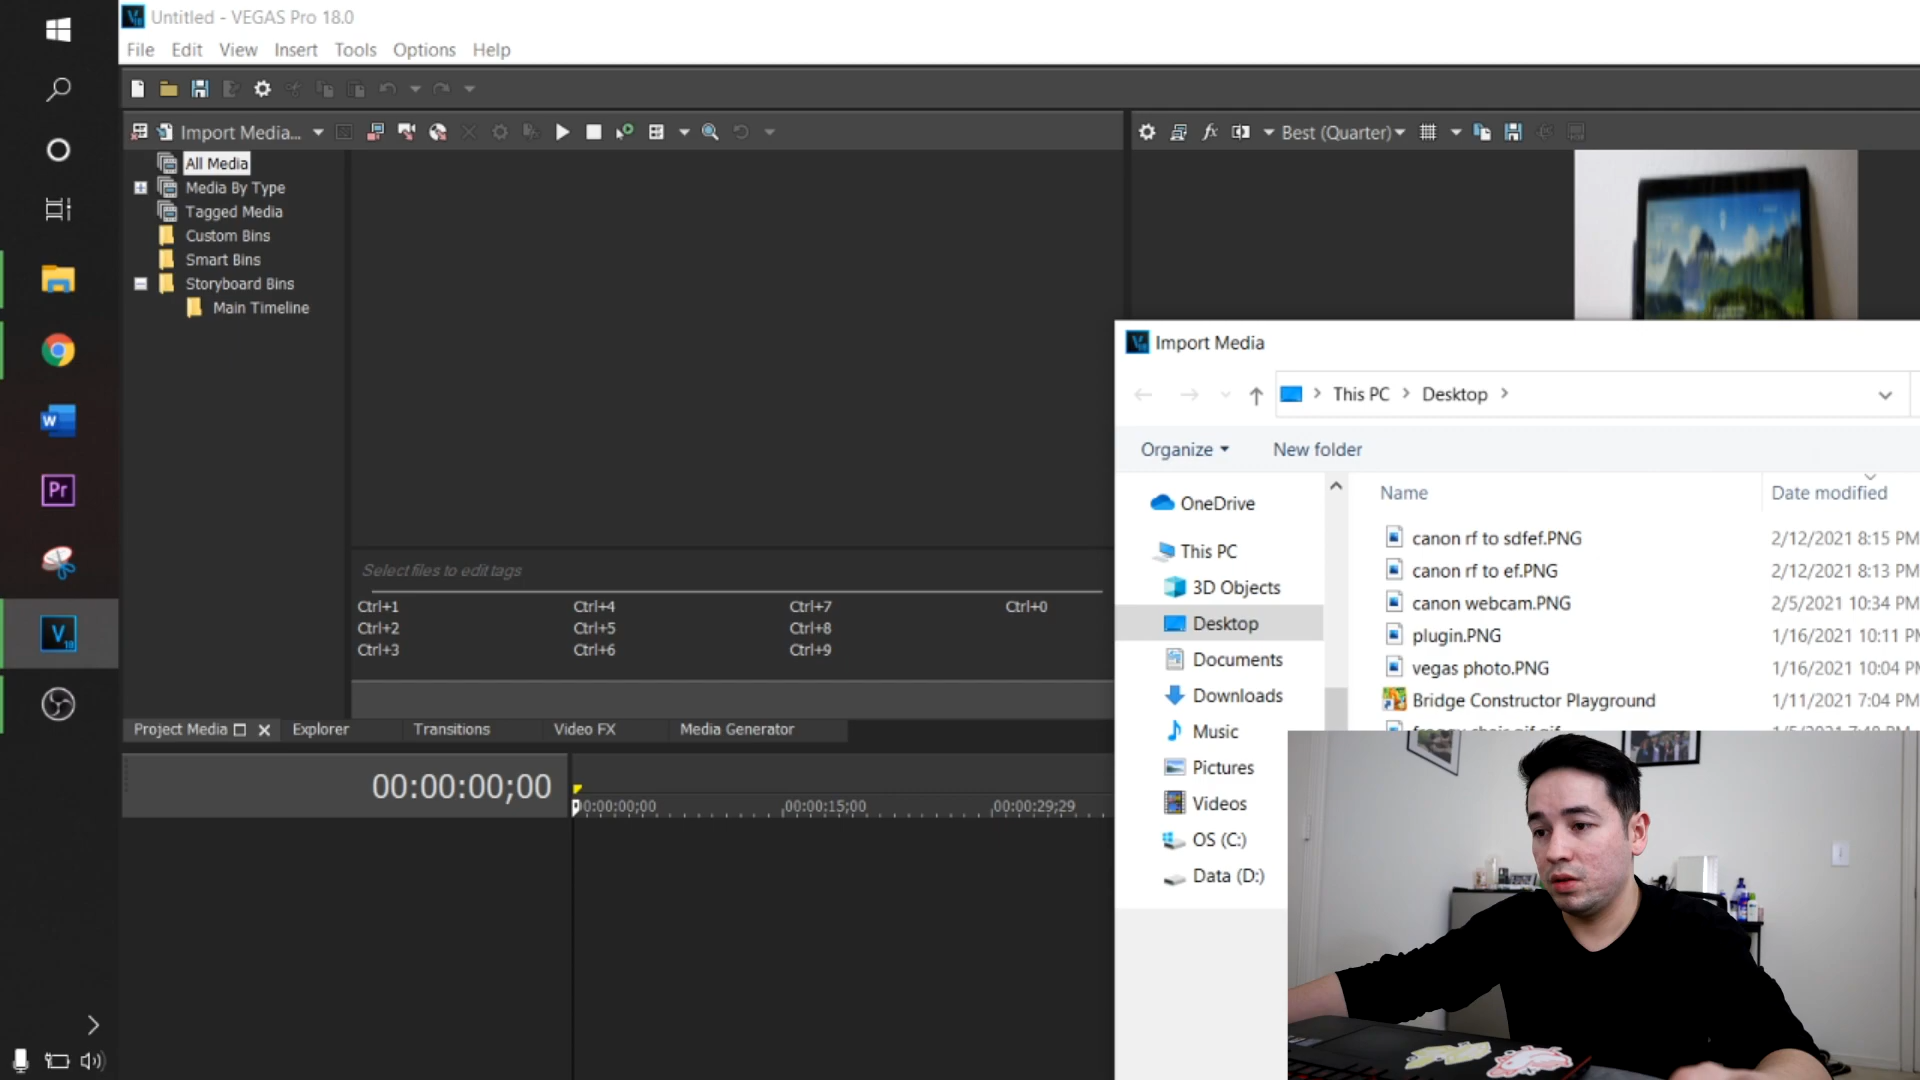 Untitled - VEGAS Pro 18.0
File Edit View Insert Tools Options Help
Import Media...
Best (Quarter)
All Media
Media By Type
Tagged Media
Custom Bins
Smart Bins
Storyboard Bins
Main Timeline
Select files to edit tags
Ctrl+1 Ctrl+4 Ctrl+7 Ctrl+0
Ctrl+2 Ctrl+5 Ctrl+8
Ctrl+3 Ctrl+6 Ctrl+9
Project Media Explorer Transitions Video FX Media Generator
00:00:00;00
00:00:00;00 00:00:15;00 00:00:29;29
Import Media
This PC Desktop
Organize New folder
Name Date modified
OneDrive
This PC
3D Objects
Desktop
Documents
Downloads
Music
Pictures
Videos
OS (C:)
Data (D:)
canon rf to sdfef.PNG 2/12/2021 8:15 PM
canon rf to ef.PNG 2/12/2021 8:13 PM
canon webcam.PNG 2/5/2021 10:34 PM
plugin.PNG 1/16/2021 10:11 PM
vegas photo.PNG 1/16/2021 10:04 PM
Bridge Constructor Playground 1/11/2021 7:04 PM
W
Pr
V 18